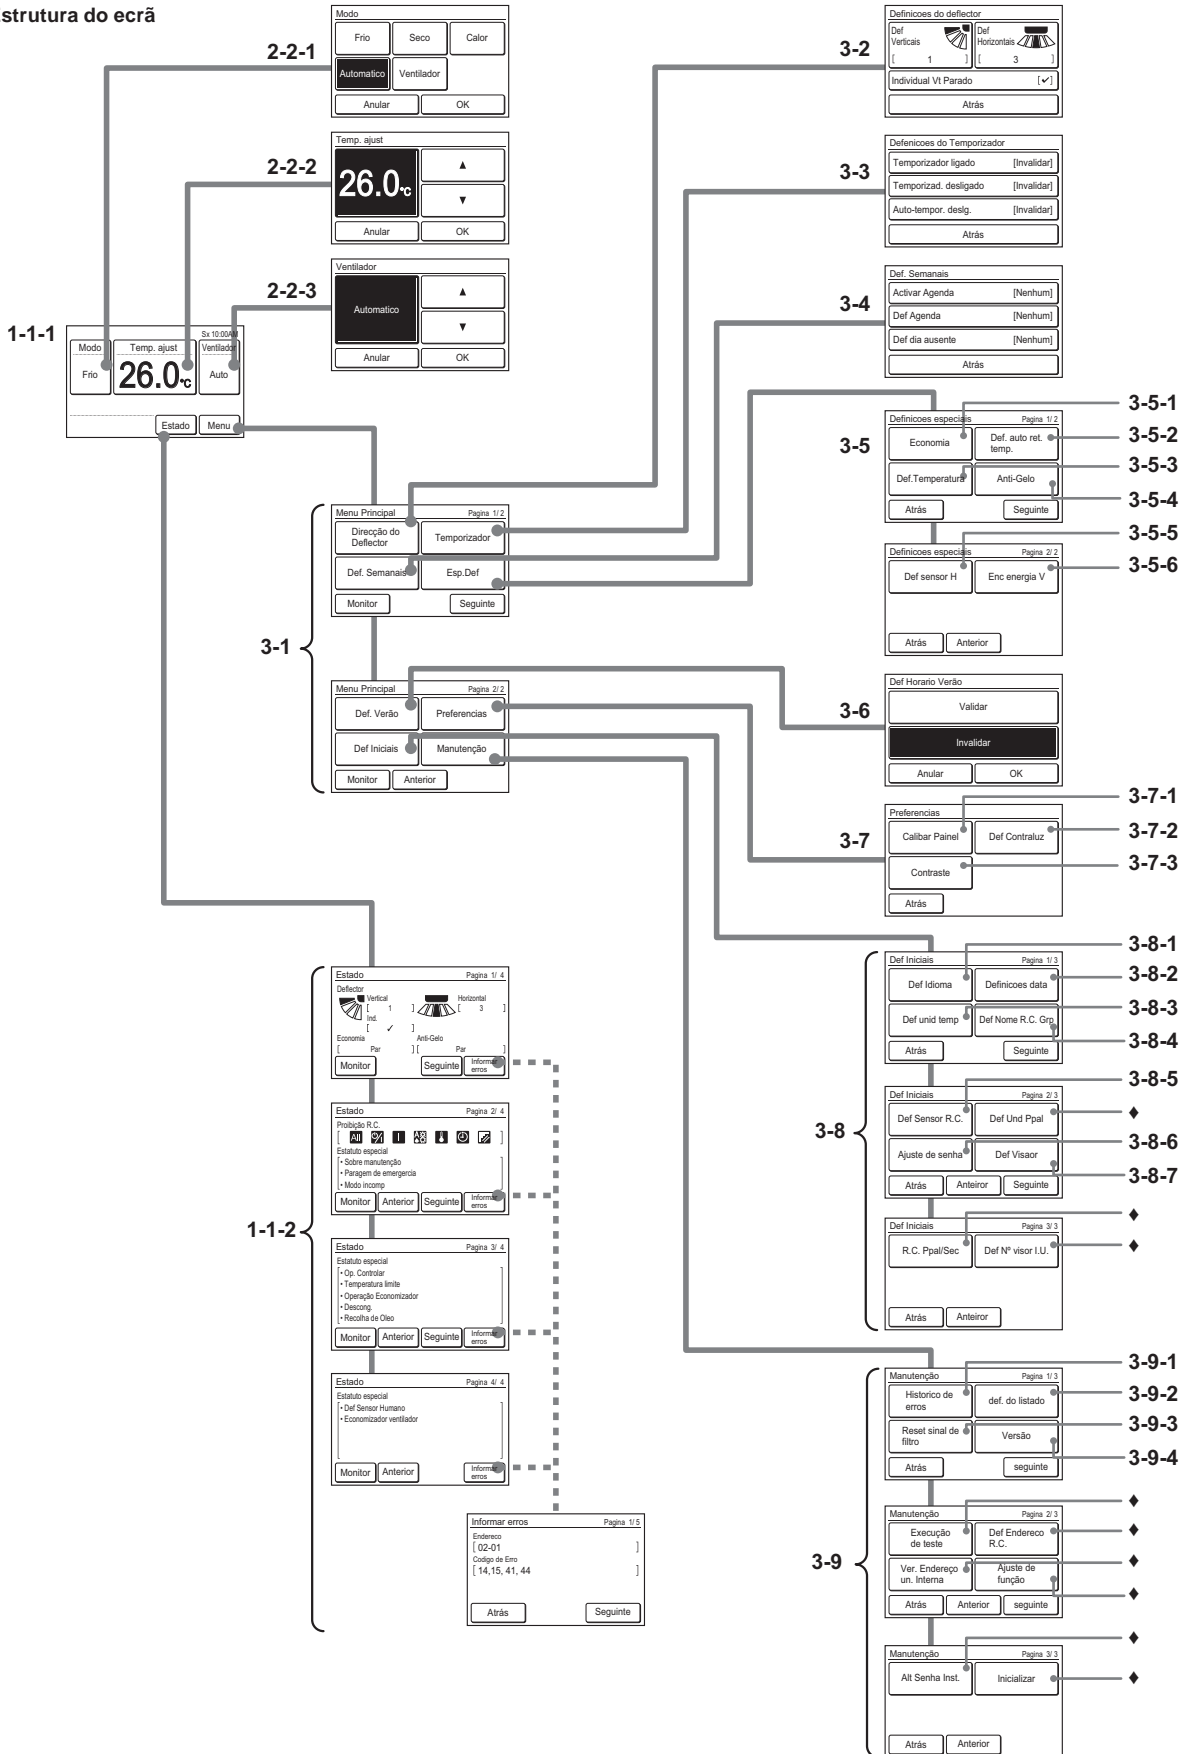 strutura do ecrã
1-1-1
Sx 10:00AM
Modo
Temp. ajust
Ventilador
Frio
26.0°C
Auto
Estado
Menu
2-2-1
Modo
Frio
Seco
Calor
Automatico
Ventilador
Anular
OK
2-2-2
Temp. ajust
26.0°C
▲
▼
Anular
OK
2-2-3
Ventilador
Automatico
▲
▼
Anular
OK
3-1
Menu Principal
Pagina 1/ 2
Direcção do
Deflector
Temporizador
Def. Semanais
Esp.Def
Monitor
Seguinte
Menu Principal
Pagina 2/ 2
Def. Verão
Preferencias
Def Iniciais
Manutenção
Monitor
Anterior
1-1-2
Estado
Pagina 1/ 4
Deflector
Vertical
[ 1 ]
Horizontal
[ 3 ]
Ind.
[ ✓ ]
Economia
[ Par ]
Anti-Gelo
[ Par ]
Monitor
Seguinte
Informar
erros
Estado
Pagina 2/ 4
Proibição R.C.
All
Estatuto especial
• Sobre manutenção
• Paragem de emergercia
• Modo incomp
Monitor
Anterior
Seguinte
Informar
erros
Estado
Pagina 3/ 4
Estatuto especial
• Op. Controlar
• Temperatura limite
• Operação Economizador
• Descong.
• Recolha de Oleo
Monitor
Anterior
Seguinte
Informar
erros
Estado
Pagina 4/ 4
Estatuto especial
• Def Sensor Humano
• Economizador ventilador
Monitor
Anterior
Informar
erros
Informar erros
Pagina 1/ 5
Endereco
[ 02-01 ]
Codigo de Erro
[ 14,15, 41, 44 ]
Atrás
Seguinte
3-2
Definicoes do deflector
Def
Verticais
[ 1 ]
Def
Horizontais
[ 3 ]
Individual Vt Parado [✔]
Atrás
3-3
Defenicoes do Temporizador
Temporizador ligado [Invalidar]
Temporizad. desligado [Invalidar]
Auto-tempor. deslg. [Invalidar]
Atrás
3-4
Def. Semanais
Activar Agenda [Nenhum]
Def Agenda [Nenhum]
Def dia ausente [Nenhum]
Atrás
3-5
Definicoes especiais
Pagina 1/ 2
Economia
Def. auto ret.
temp.
Def.Temperatura
Anti-Gelo
Atrás
Seguinte
3-5-1
3-5-2
3-5-3
3-5-4
Definicoes especiais
Pagina 2/ 2
Def sensor H
Enc energia V
Atrás
Anterior
3-5-5
3-5-6
3-6
Def Horario Verão
Validar
Invalidar
Anular
OK
3-7
Preferencias
Calibar Painel
Def Contraluz
Contraste
Atrás
3-7-1
3-7-2
3-7-3
3-8
Def Iniciais
Pagina 1/ 3
Def Idioma
Definicoes data
Def unid temp
Def Nome R.C. Grp
Atrás
Seguinte
3-8-1
3-8-2
3-8-3
3-8-4
Def Iniciais
Pagina 2/ 3
Def Sensor R.C.
Def Und Ppal
Ajuste de senha
Def Visaor
Atrás
Anteiror
Seguinte
3-8-5
♦
3-8-6
3-8-7
Def Iniciais
Pagina 3/ 3
R.C. Ppal/Sec
Def Nº visor I.U.
Atrás
Anteiror
♦
♦
3-9
Manutenção
Pagina 1/ 3
Historico de
erros
def. do listado
Reset sinal de
filtro
Versão
Atrás
seguinte
3-9-1
3-9-2
3-9-3
3-9-4
Manutenção
Pagina 2/ 3
Execução
de teste
Def Endereco
R.C.
Ver. Endereço
un. Interna
Ajuste de
função
Atrás
Anterior
seguinte
♦
♦
♦
♦
Manutenção
Pagina 3/ 3
Alt Senha Inst.
Inicializar
Atrás
Anterior
♦
♦